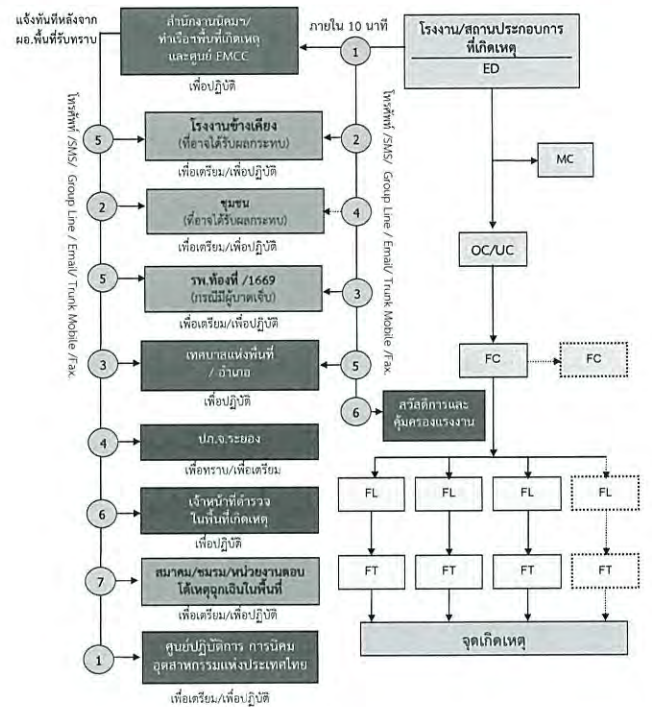 แจ้งทันทีหลังจาก
ผอ.พื้นที่รับทราบ
สำนักงานนิคมฯ/
ท่าเรือฯพื้นที่เกิดเหตุ
และศูนย์ EMCC
เพื่อปฏิบัติ
ภายใน 10 นาที
1
โรงงาน/สถานประกอบการ
ที่เกิดเหตุ
ED
โทรศัพท์ /SMS/ Group Line / Email/ Trunk Mobile /Fax.
โทรศัพท์ /SMS/ Group Line / Email/ Trunk Mobile /Fax.
5
โรงงานข้างเคียง
(ที่อาจได้รับผลกระทบ)
2
เพื่อเตรียม/เพื่อปฏิบัติ
MC
2
ชุมชน
(ที่อาจได้รับผลกระทบ)
4
เพื่อเตรียม/เพื่อปฏิบัติ
OC/UC
5
รพ.ท้องที่ /1669
(กรณีมีผู้บาดเจ็บ)
3
เพื่อเตรียม/เพื่อปฏิบัติ
3
เทศบาลแห่งพื้นที่
/ อำเภอ
5
เพื่อปฏิบัติ
FC
FC
6
สวัสดิการและ
คุ้มครองแรงงาน
4
ปภ.จ.ระยอง
เพื่อทราบ/เพื่อเตรียม
6
เจ้าหน้าที่ตำรวจ
ในพื้นที่เกิดเหตุ
เพื่อปฏิบัติ
FL
FL
FL
FL
7
สมาคม/ชมรม/หน่วยงานตอบ
โต้เหตุฉุกเฉินในพื้นที่
เพื่อเตรียม/เพื่อปฏิบัติ
FT
FT
FT
FT
1
ศูนย์ปฏิบัติการ การนิคม
อุตสาหกรรมแห่งประเทศไทย
เพื่อเตรียม/เพื่อปฏิบัติ
จุดเกิดเหตุ